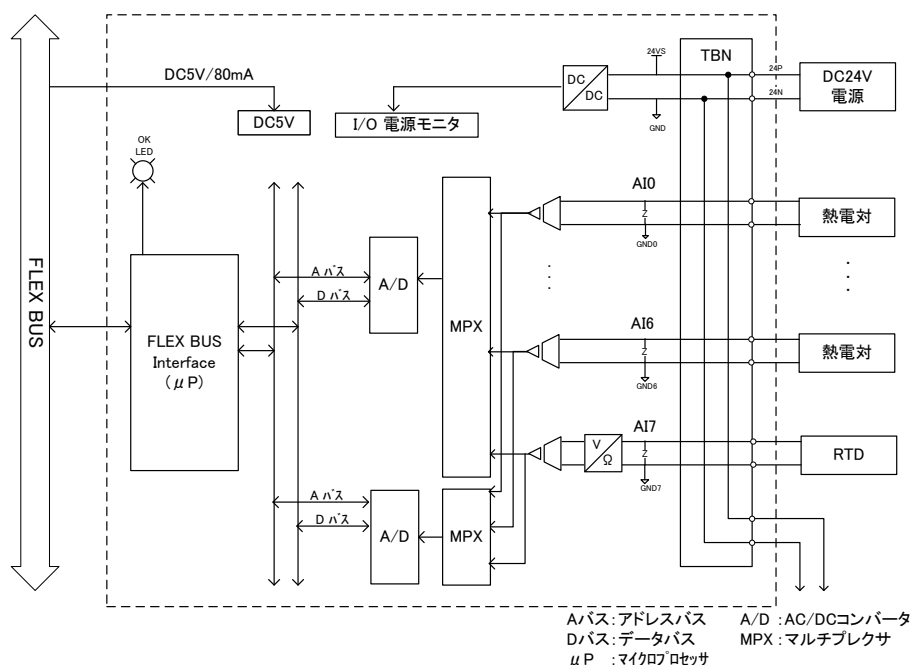 DC5V/80mA
DC5V
I/O 電源モニタ
DC
DC
24VS
GND
TBN
24P
24N
DC24V
電源
OK
LED
FLEX BUS
FLEX BUS
Interface
(μP)
A バス
D バス
A/D
MPX
AI0
Z
GND0
熱電対
AI6
Z
GND6
熱電対
AI7
V
Ω
Z
GND7
RTD
A バス
D バス
A/D
MPX
Aバス:アドレスバス
Dバス:データバス
μP :マイクロプロセッサ
A/D :AC/DCコンバータ
MPX:マルチプレクサ